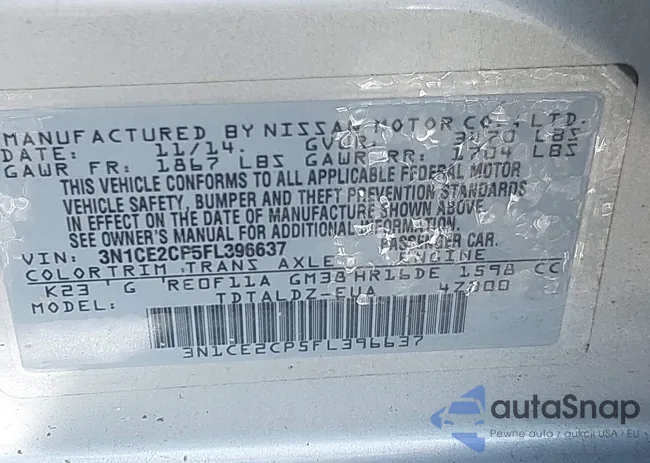 MANUFACTURED BY NISSAN MOTOR CO., LTD.
DATE: 11/14. GVWR: 3470 LBS
GAWR FR: 1867 LBS GAWR RR: 1704 LBS
THIS VEHICLE CONFORMS TO ALL APPLICABLE FEDERAL MOTOR
VEHICLE SAFETY, BUMPER AND THEFT PREVENTION STANDARDS
IN EFFECT ON THE DATE OF MANUFACTURE SHOWN ABOVE.
SEE OWNER'S MANUAL FOR ADDITIONAL INFORMATION.
VIN: 3N1CE2CP5FL396637 PASSENGER CAR.
COLOR TRIM TRANS AXLE ENGINE
K23 G RE0F11A GM38 HR16DE 1598 CC
TDTALDZ-EUA 4Z000
3N1CE2CP5FL396637
autaSnap
Pewne auto z aukcji USA i EU